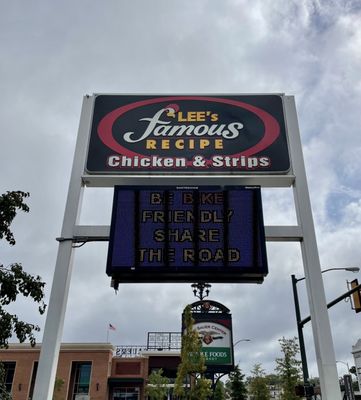 LEE'S
famous
RECIPE
Chicken & Strips
BE BIKE
FRIENDLY
SHARE
THE ROAD